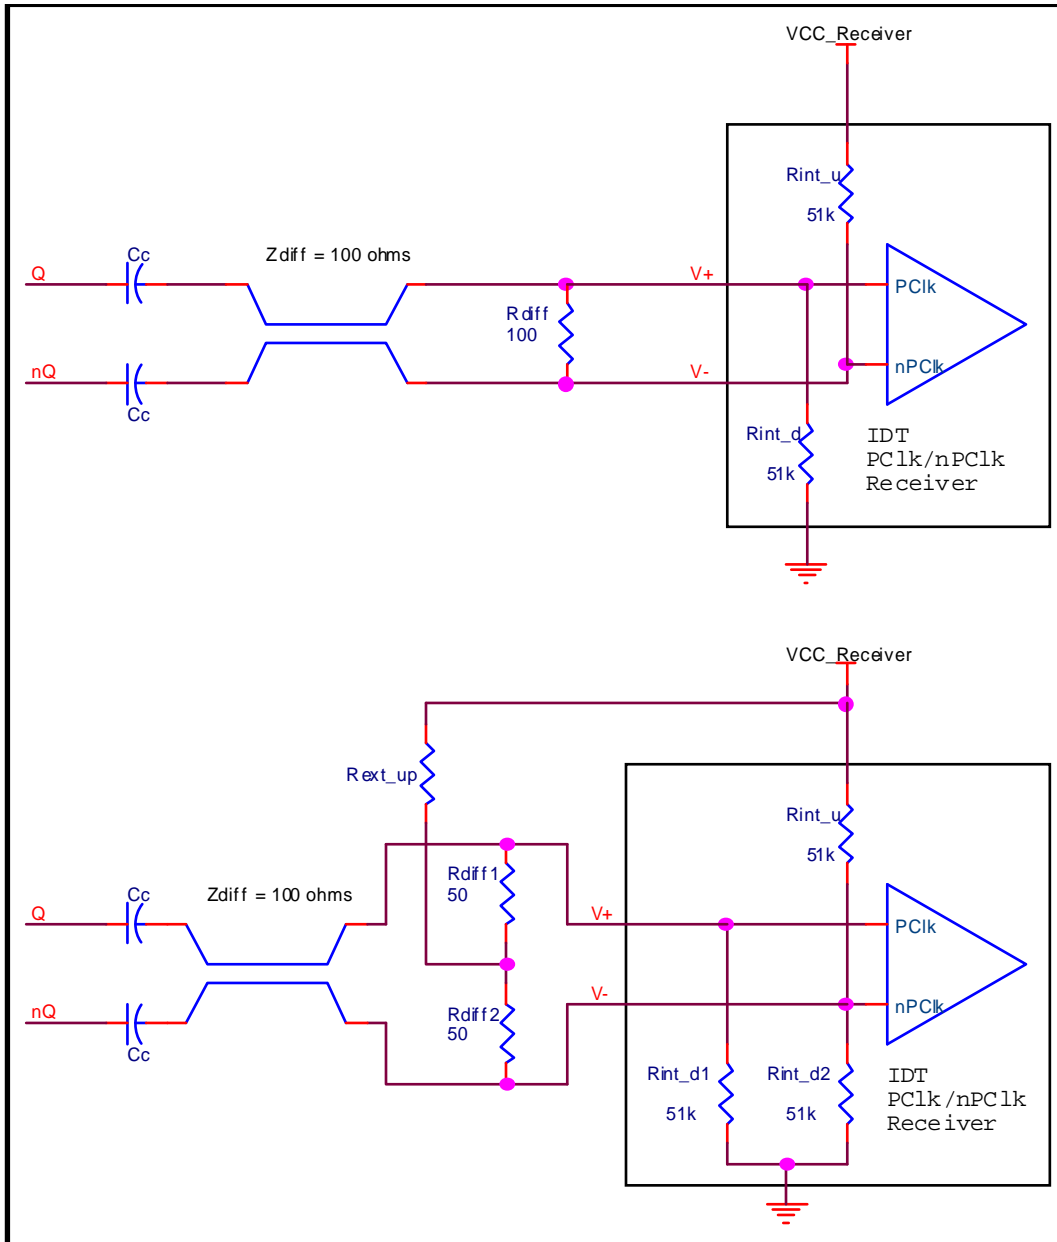 VCC_Receiver
Rint_u
51k
Cc
Zdiff = 100 ohms
Q
V+
PClk
Rdiff
100
nQ
V-
nPClk
Cc
Rint_d
51k
IDT
PClk/nPClk
Receiver
VCC_Receiver
Rext_up
Rint_u
51k
Cc
Zdiff = 100 ohms
Rdiff1
50
Q
V+
PClk
nQ
V-
nPClk
Rdiff2
50
Cc
Rint_d1
51k
Rint_d2
51k
IDT
PClk/nPClk
Receiver